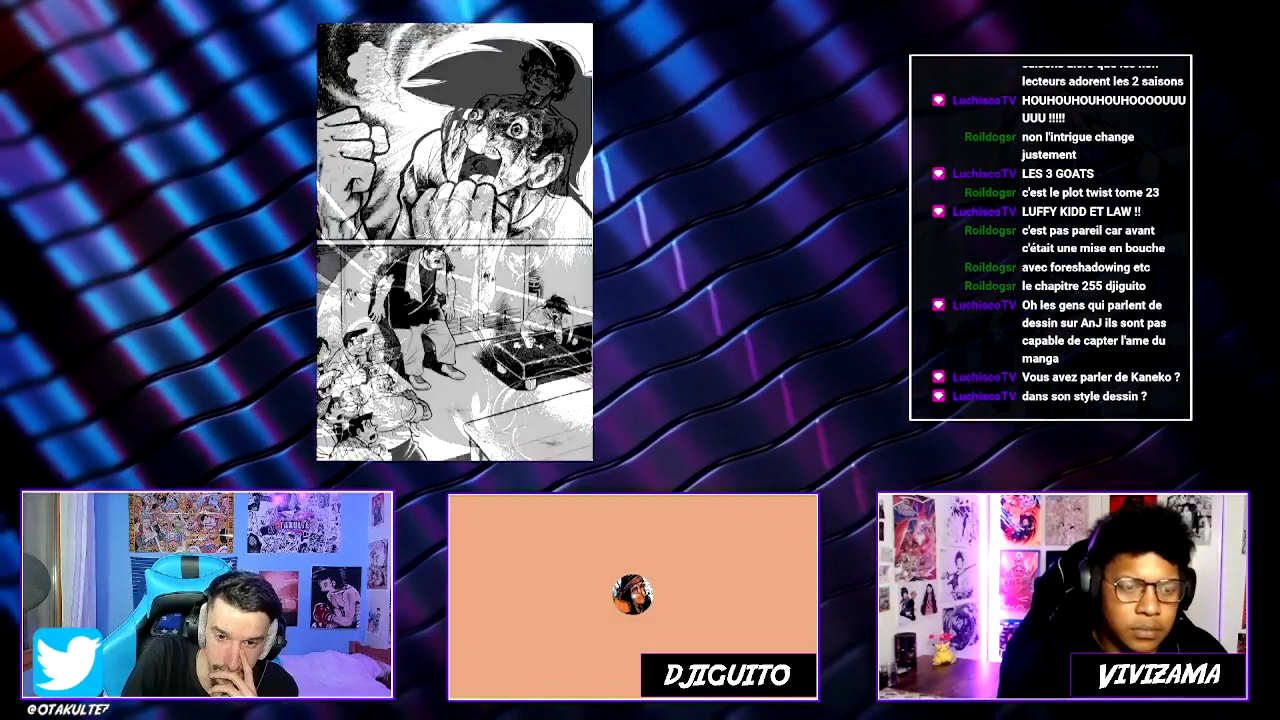 lecteurs adorent les 2 saisons
LuchiscoTV HOUHOUHOUHOUHOOOOUUU
UUU !!!!!
Roildogsr non l'intrigue change
justement
LuchiscoTV LES 3 GOATS
Roildogsr c'est le plot twist tome 23
LuchiscoTV LUFFY KIDD ET LAW !!
Roildogsr c'est pas pareil car avant
c'était une mise en bouche
Roildogsr avec foreshadowing etc
Roildogsr le chapitre 255 djiguito
LuchiscoTV Oh les gens qui parlent de
dessin sur AnJ ils sont pas
capable de capter l'ame du
manga
LuchiscoTV Vous avez parler de Kaneko ?
LuchiscoTV dans son style dessin ?
OTAKULTE
@OTAKULTE7
DJIGUITO
VIVIZAMA